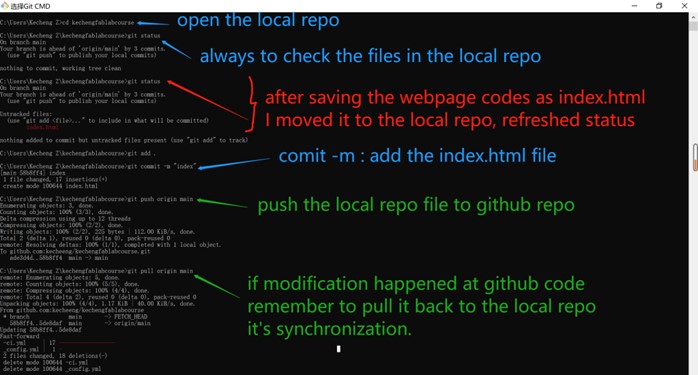 选择Git CMD
C:\Users\Kecheng Z\cd kechengfablabcourse
open the local repo
C:\Users\Kecheng Z\kechengfablabcourse>git status
On branch main
Your branch is ahead of 'origin/main' by 3 commits.
(use "git push" to publish your local commits)
always to check the files in the local repo
nothing to commit, working tree clean
C:\Users\Kecheng Z\kechengfablabcourse>git status
On branch main
Your branch is ahead of 'origin/main' by 3 commits.
(use "git push" to publish your local commits)
after saving the webpage codes as index.html
I moved it to the local repo, refreshed status
Untracked files:
(use "git add <file>..." to include in what will be committed)
index.html
nothing added to commit but untracked files present (use "git add" to track)
C:\Users\Kecheng Z\kechengfablabcourse>git add .
C:\Users\Kecheng Z\kechengfablabcourse>git commit -m "index"
comit -m : add the index.html file
[main 58b8ff4] index
1 file changed, 17 insertions(+)
create mode 100644 index.html
C:\Users\Kecheng Z\kechengfablabcourse>git push origin main
push the local repo file to github repo
Enumerating objects: 3, done.
Counting objects: 100% (3/3), done.
Delta compression using up to 12 threads
Compressing objects: 100% (2/2), done.
Writing objects: 100% (2/2), 225 bytes | 112.00 KiB/s, done.
Total 2 (delta 1), reused 0 (delta 0), pack-reused 0
remote: Resolving deltas: 100% (1/1), completed with 1 local object.
To github.com:kecheeng/kechengfablabcourse.git
main -> main
C:\Users\Kecheng Z\kechengfablabcourse>git pull origin main
remote: Enumerating objects: 5, done.
remote: Counting objects: 100% (5/5), done.
remote: Compressing objects: 100% (4/4), done.
remote: Total 4 (delta 2), reused 0 (delta 0), pack-reused 0
Unpacking objects: 100% (4/4), 1.17 KiB | 40.00 KiB/s, done.
From github.com:kecheeng/kechengfablabcourse
* branch main -> FETCH_HEAD
58b8ff4..5de0daf main -> origin/main
Updating 58b8ff4..5de0daf
Fast-forward
if modification happened at github code
remember to pull it back to the local repo
it's synchronization.
-ci.yml | 17
_config.yml | 1
2 files changed, 18 deletions(-)
delete mode 100644 -ci.yml
delete mode 100644 _config.yml